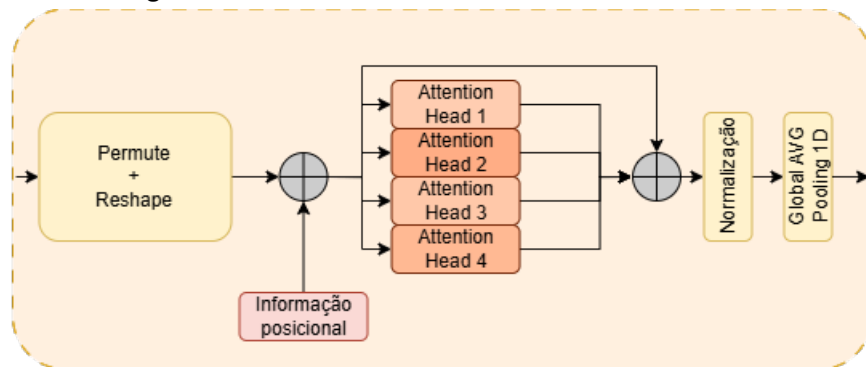 Permute
+
Reshape
Attention
Head 1
Attention
Head 2
Attention
Head 3
Attention
Head 4
Informação
posicional
Normalização
Global AVG
Pooling 1D